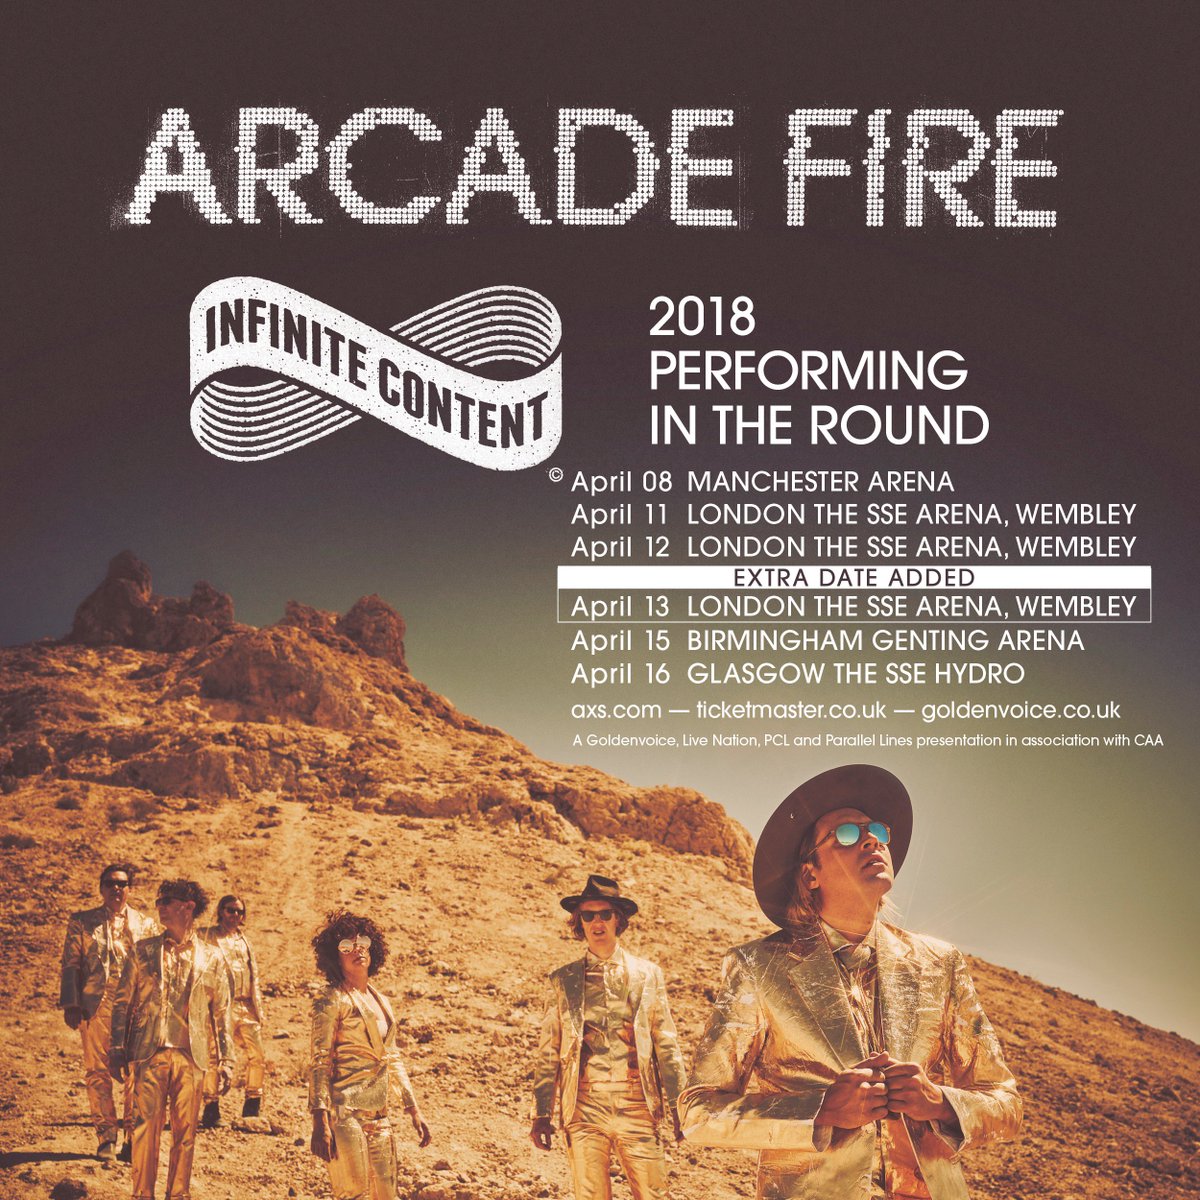 ARCADE FIRE
INFINITE CONTENT
©
2018
PERFORMING
IN THE ROUND
April 08 MANCHESTER ARENA
April 11 LONDON THE SSE ARENA, WEMBLEY
April 12 LONDON THE SSE ARENA, WEMBLEY
EXTRA DATE ADDED
April 13 LONDON THE SSE ARENA, WEMBLEY
April 15 BIRMINGHAM GENTING ARENA
April 16 GLASGOW THE SSE HYDRO
axs.com — ticketmaster.co.uk — goldenvoice.co.uk
A Goldenvoice, Live Nation, PCL and Parallel Lines presentation in association with CAA